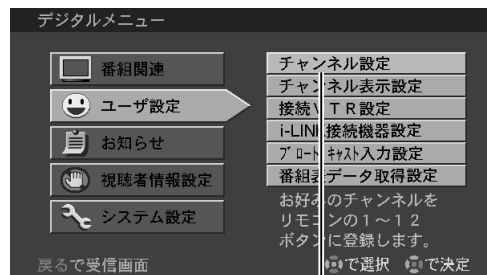 デジタルメニュー
番組関連
ユーザ設定
お知らせ
視聴者情報設定
システム設定
チャンネル設定
チャンネル表示設定
接続VTR設定
i-LINK接続機器設定
ブロードキャスト入力設定
番組表データ取得設定
お好みのチャンネルを
リモコンの1～12
ボタンに登録します。
戻るで受信画面
で選択 で決定